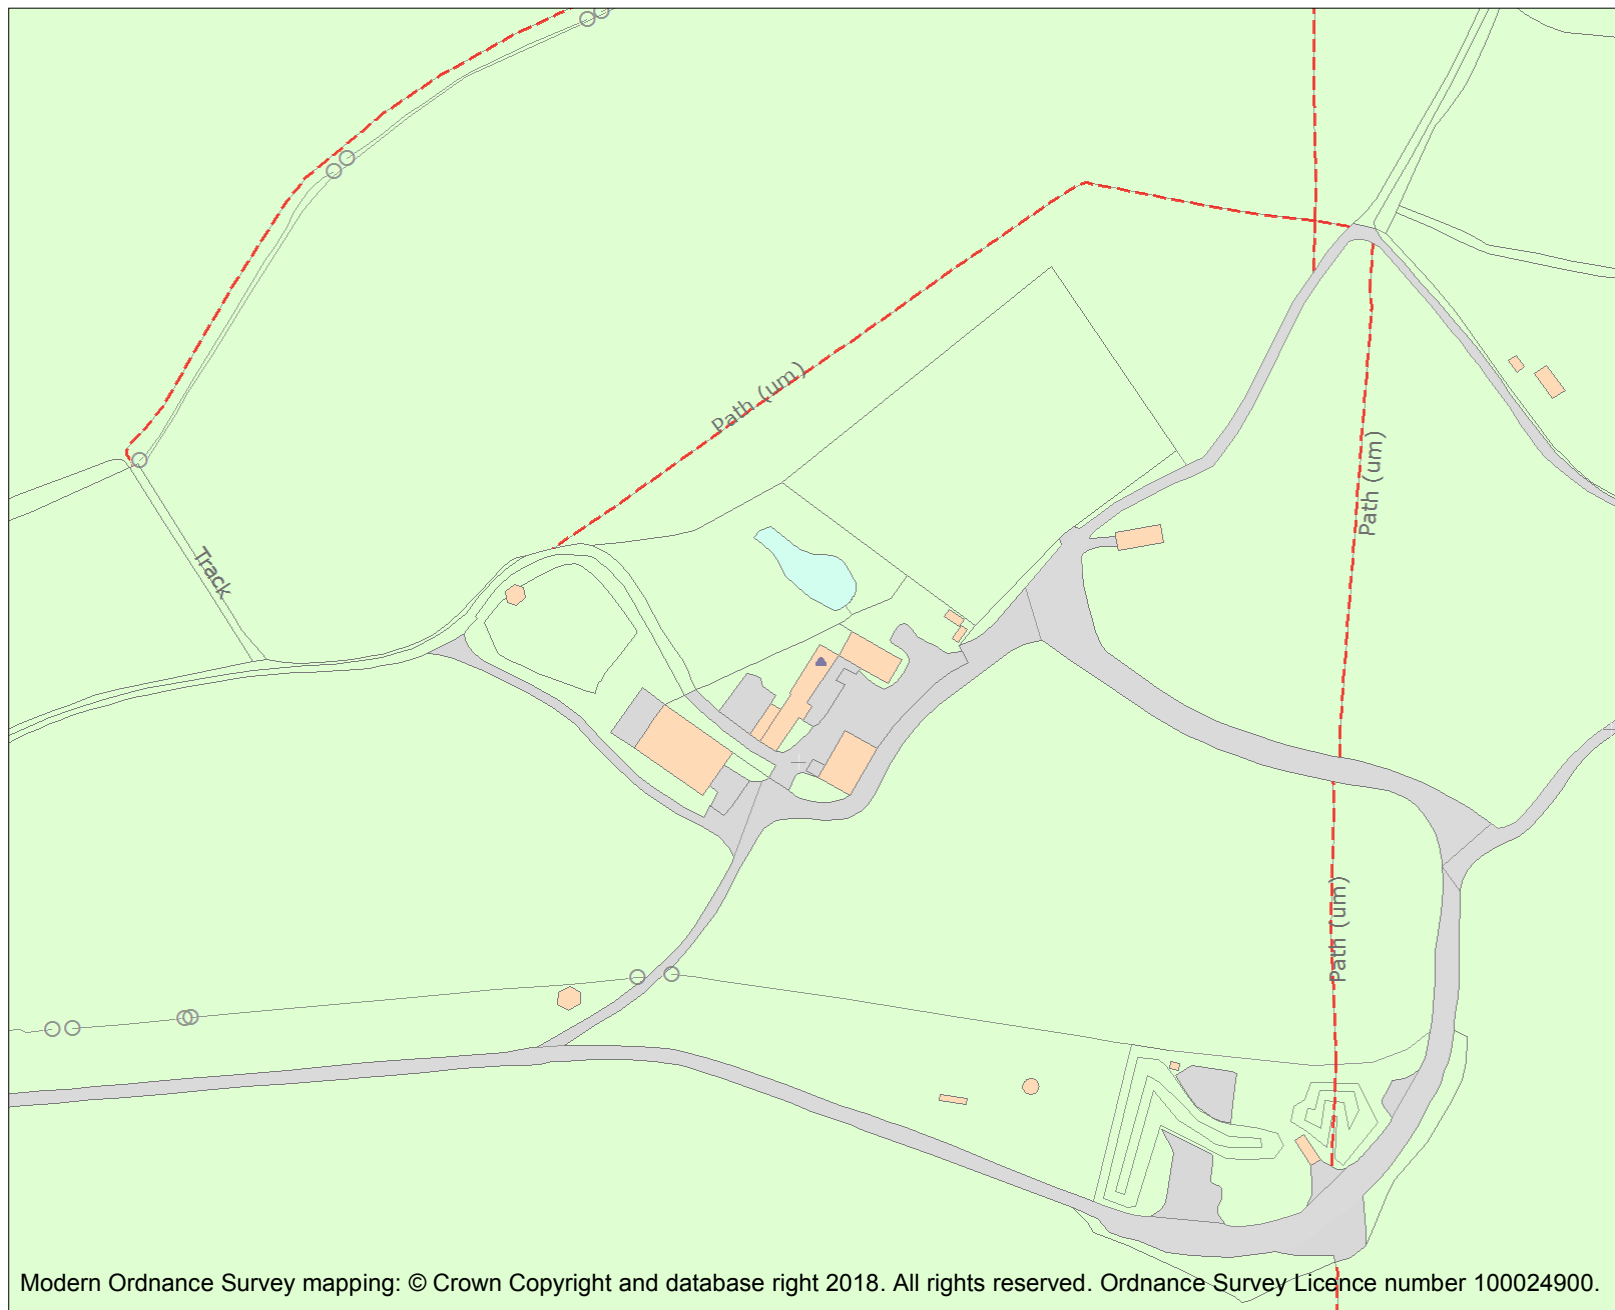 Path (um)
Path (um)
Track
Path (um)
Modern Ordnance Survey mapping: © Crown Copyright and database right 2018. All rights reserved. Ordnance Survey Licence number 100024900.